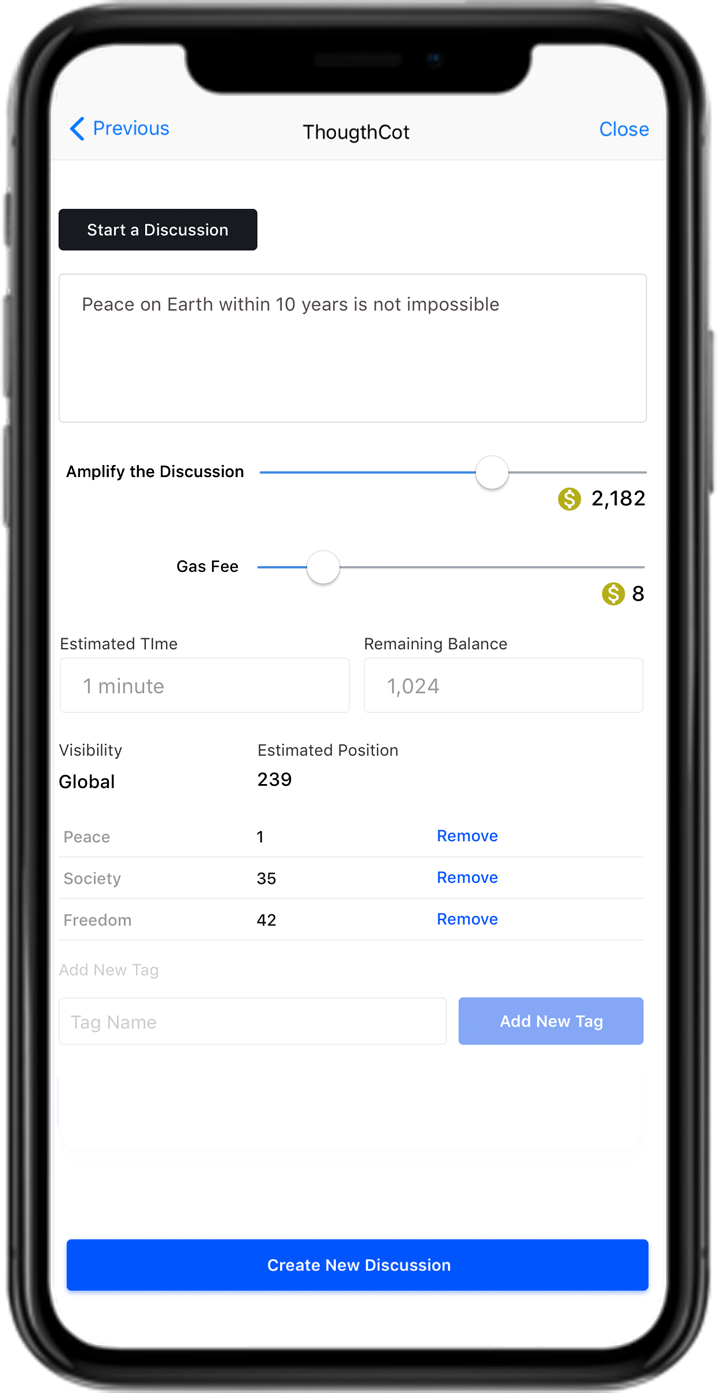 Previous
ThougthCot
Close
Start a Discussion
Peace on Earth within 10 years is not impossible
Amplify the Discussion
$ 2,182
Gas Fee
$ 8
Estimated TIme
Remaining Balance
1 minute
1,024
Visibility
Estimated Position
Global
239
Peace 1 Remove
Society 35 Remove
Freedom 42 Remove
Add New Tag
Tag Name
Add New Tag
Create New Discussion